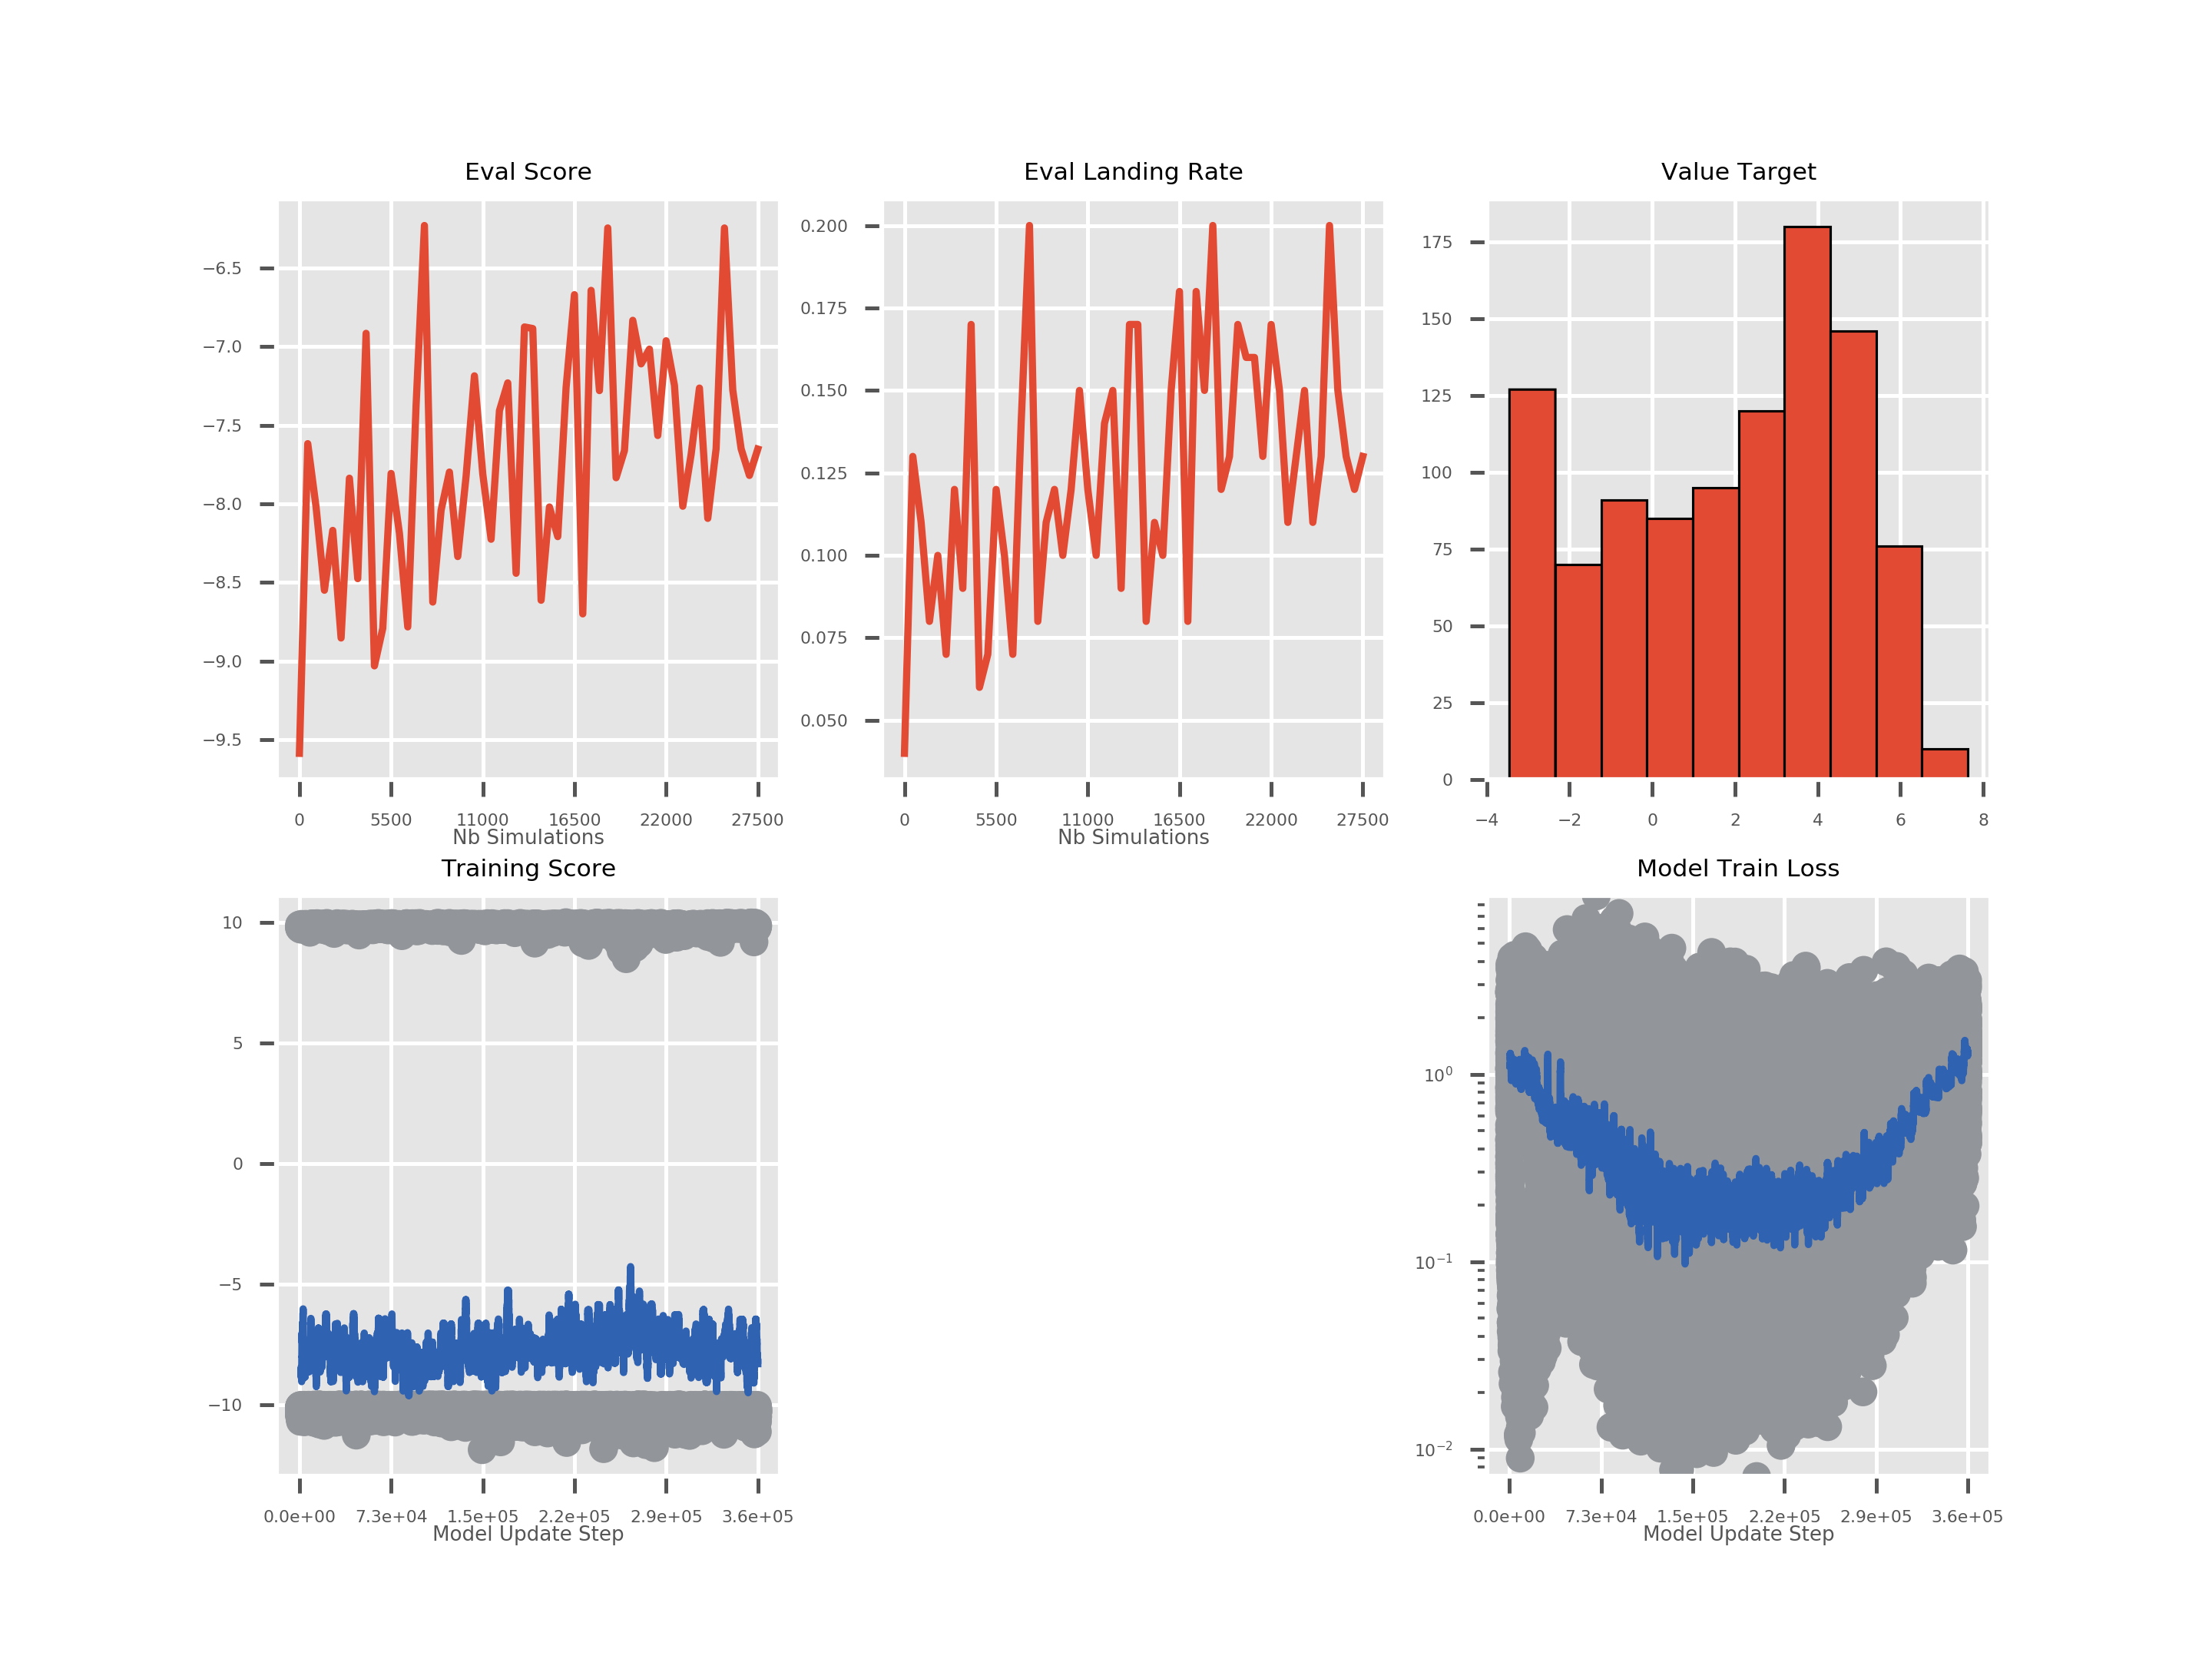 Eval Score
−6.5
−7.0
−7.5
−8.0
−8.5
−9.0
−9.5
0 5500 11000 16500 22000 27500
Nb Simulations
Eval Landing Rate
0.200
0.175
0.150
0.125
0.100
0.075
0.050
0 5500 11000 16500 22000 27500
Nb Simulations
Value Target
175
150
125
100
75
50
25
0
−4 −2 0 2 4 6 8
Training Score
10
5
0
−5
−10
0.0e+00 7.3e+04 1.5e+05 2.2e+05 2.9e+05 3.6e+05
Model Update Step
Model Train Loss
10⁰
10⁻¹
10⁻²
0.0e+00 7.3e+04 1.5e+05 2.2e+05 2.9e+05 3.6e+05
Model Update Step